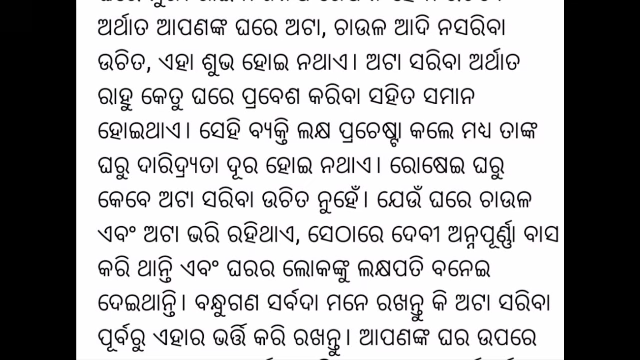 ଅର୍ଥାତ ଆପଣଙ୍କ ଘରେ ଅଟା, ଚାଉଳ ଆଦି ନସରିବା
ଉଚିତ, ଏହା ଶୁଭ ହୋଇ ନଥାଏ। ଅଟା ସରିବା ଅର୍ଥାତ
ରାହୁ କେତୁ ଘରେ ପ୍ରବେଶ କରିବା ସହିତ ସମାନ
ହୋଇଥାଏ। ସେହି ବ୍ୟକ୍ତି ଲକ୍ଷ ପ୍ରଚେଷ୍ଟା କଲେ ମଧ୍ୟ ତାଙ୍କ
ଘରୁ ଦାରିଦ୍ର୍ୟତା ଦୂର ହୋଇ ନଥାଏ। ରୋଷେଇ ଘରୁ
କେବେ ଅଟା ସରିବା ଉଚିତ ନୁହେଁ। ଯେଉଁ ଘରେ ଚାଉଳ
ଏବଂ ଅଟା ଭରି ରହିଥାଏ, ସେଠାରେ ଦେବୀ ଅନ୍ନପୂର୍ଣ୍ଣା ବାସ
କରି ଥାନ୍ତି ଏବଂ ଘରର ଲୋକଙ୍କୁ ଲକ୍ଷପତି ବନେଇ
ଦେଇଥାନ୍ତି। ବନ୍ଧୁଗଣ ସର୍ବଦା ମନେ ରଖନ୍ତୁ କି ଅଟା ସରିବା
ପୂର୍ବରୁ ଏହାର ଭର୍ତ୍ତି କରି ରଖନ୍ତୁ। ଆପଣଙ୍କ ଘର ଉପରେ